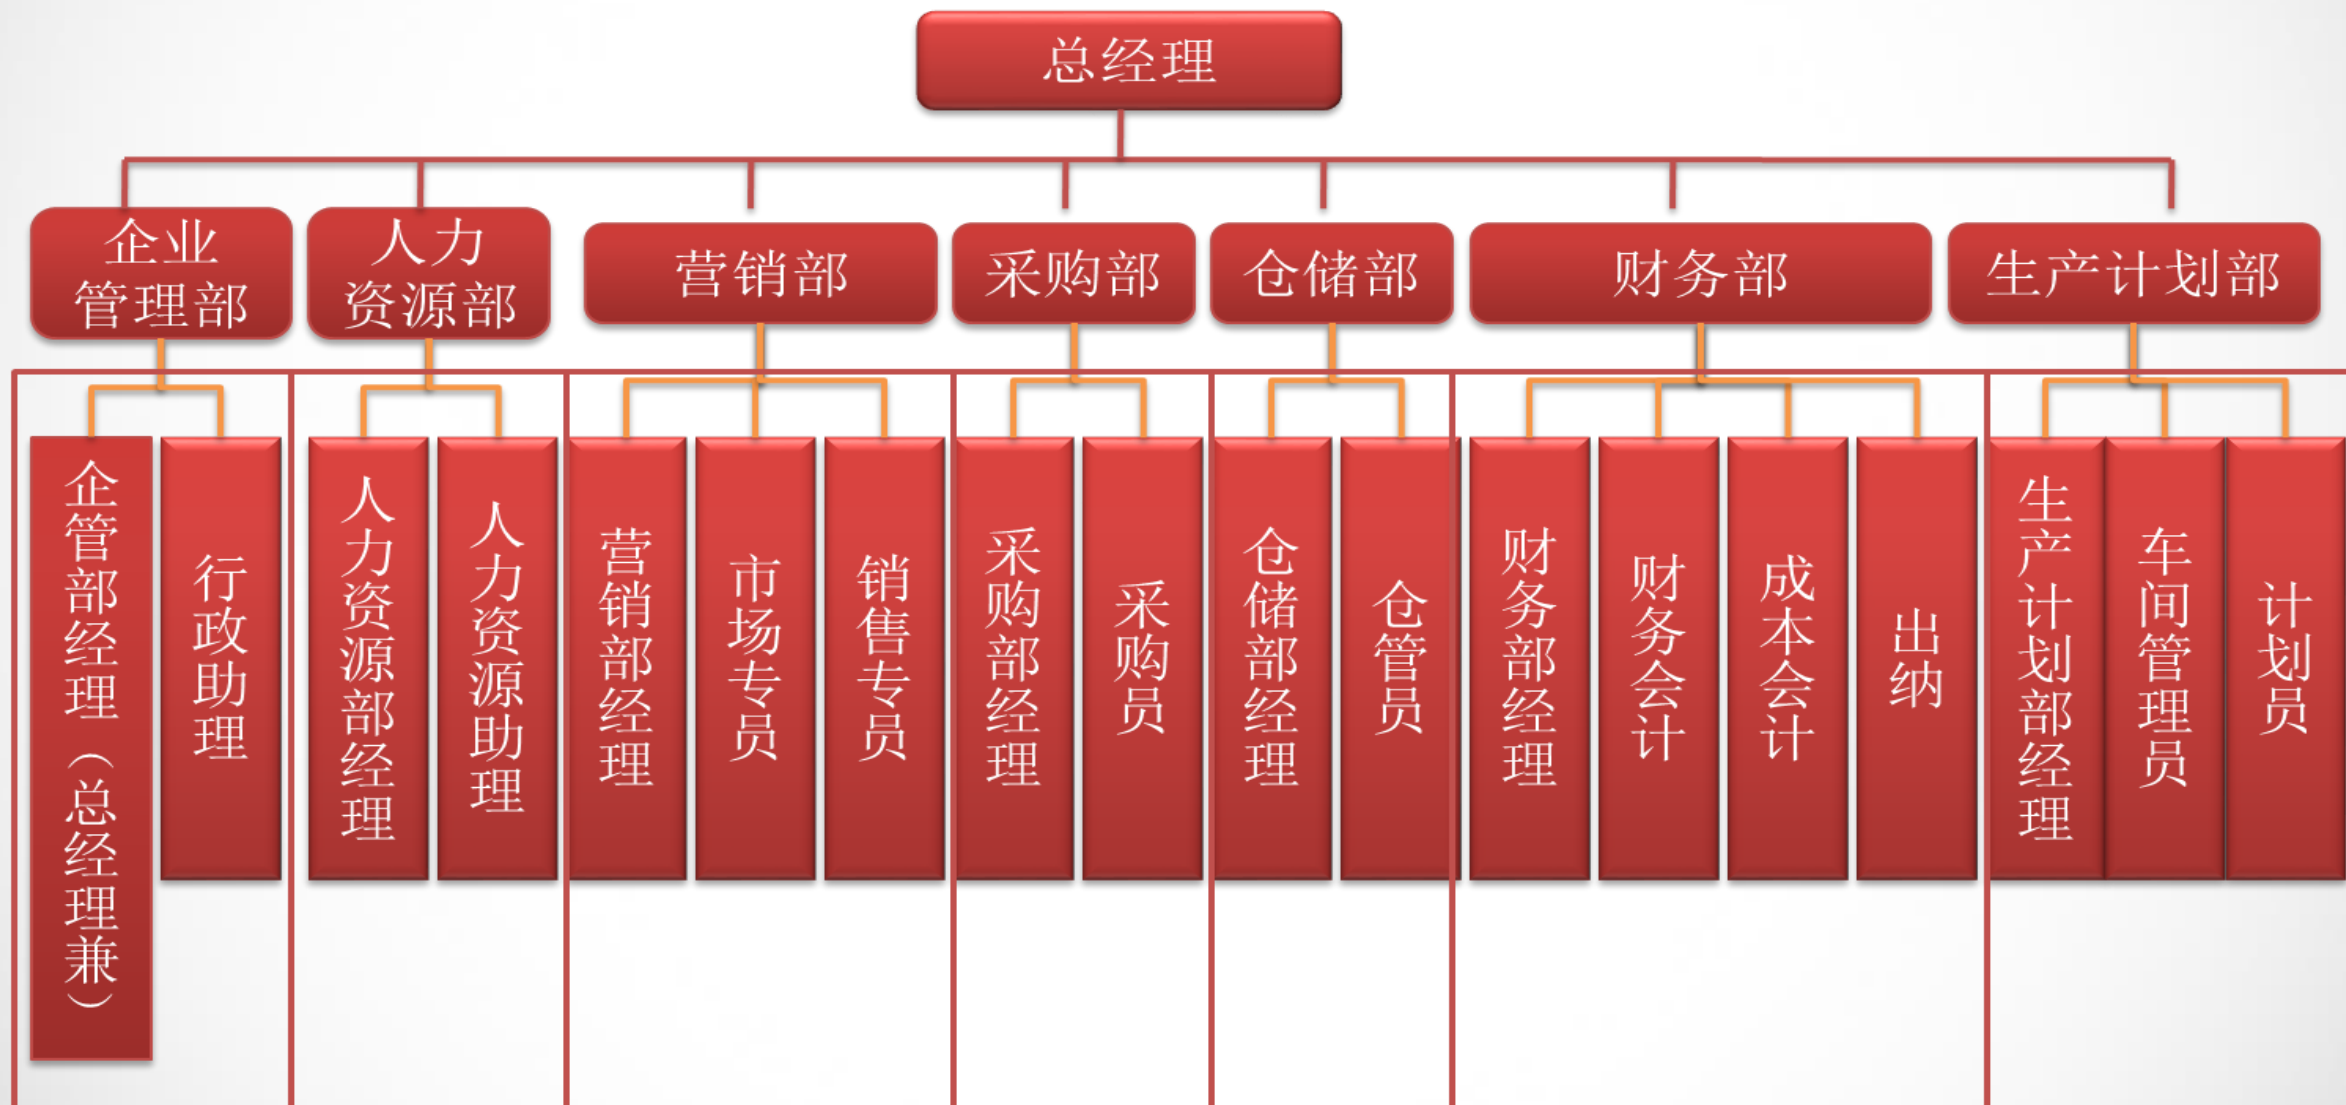 总经理
企业
管理部
人力
资源部
营销部
采购部
仓储部
财务部
生产计划部
企管部经理（总经理兼）
行政助理
人力资源部经理
人力资源助理
营销部经理
市场专员
销售专员
采购部经理
采购员
仓储部经理
仓管员
财务部经理
财务会计
成本会计
出纳
生产计划部经理
车间管理员
计划员